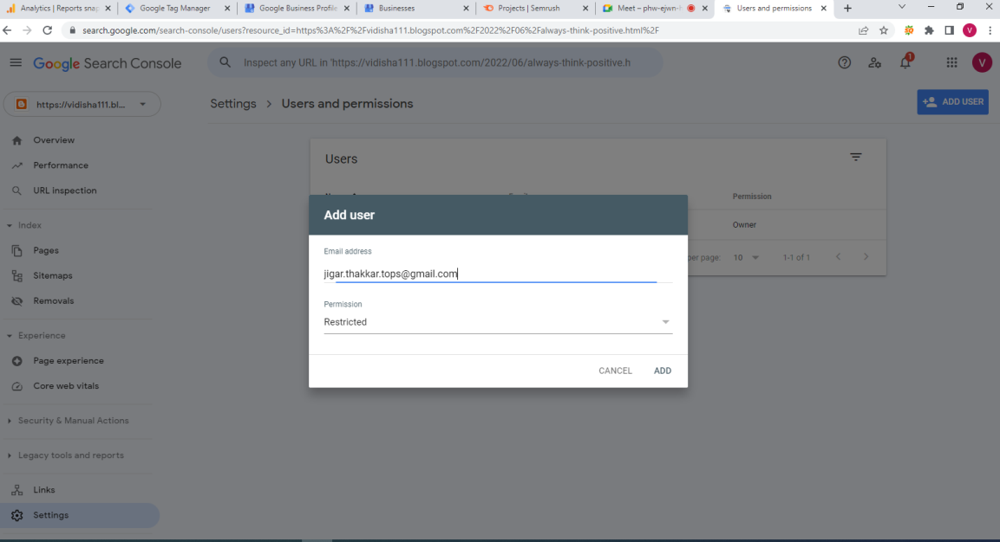 Analytics | Reports snap
Google Tag Manager
Google Business Profile
Businesses
Projects | Semrush
Meet – phw-ejwn-
Users and permissions
search.google.com/search-console/users?resource_id=https%3A%2F%2Fvidisha111.blogspot.com%2F2022%2F06%2Falways-think-positive.html%2F
V
Google Search Console
Inspect any URL in 'https://vidisha111.blogspot.com/2022/06/always-think-positive.h
1
V
https://vidisha111.bl...
Settings > Users and permissions
ADD USER
Overview
Performance
URL inspection
Index
Pages
Sitemaps
Removals
Experience
Page experience
Core web vitals
Security & Manual Actions
Legacy tools and reports
Links
Settings
Users
Permission
Owner
per page: 10
1-1 of 1
Add user
Email address
jigar.thakkar.tops@gmail.com
Permission
Restricted
CANCEL
ADD